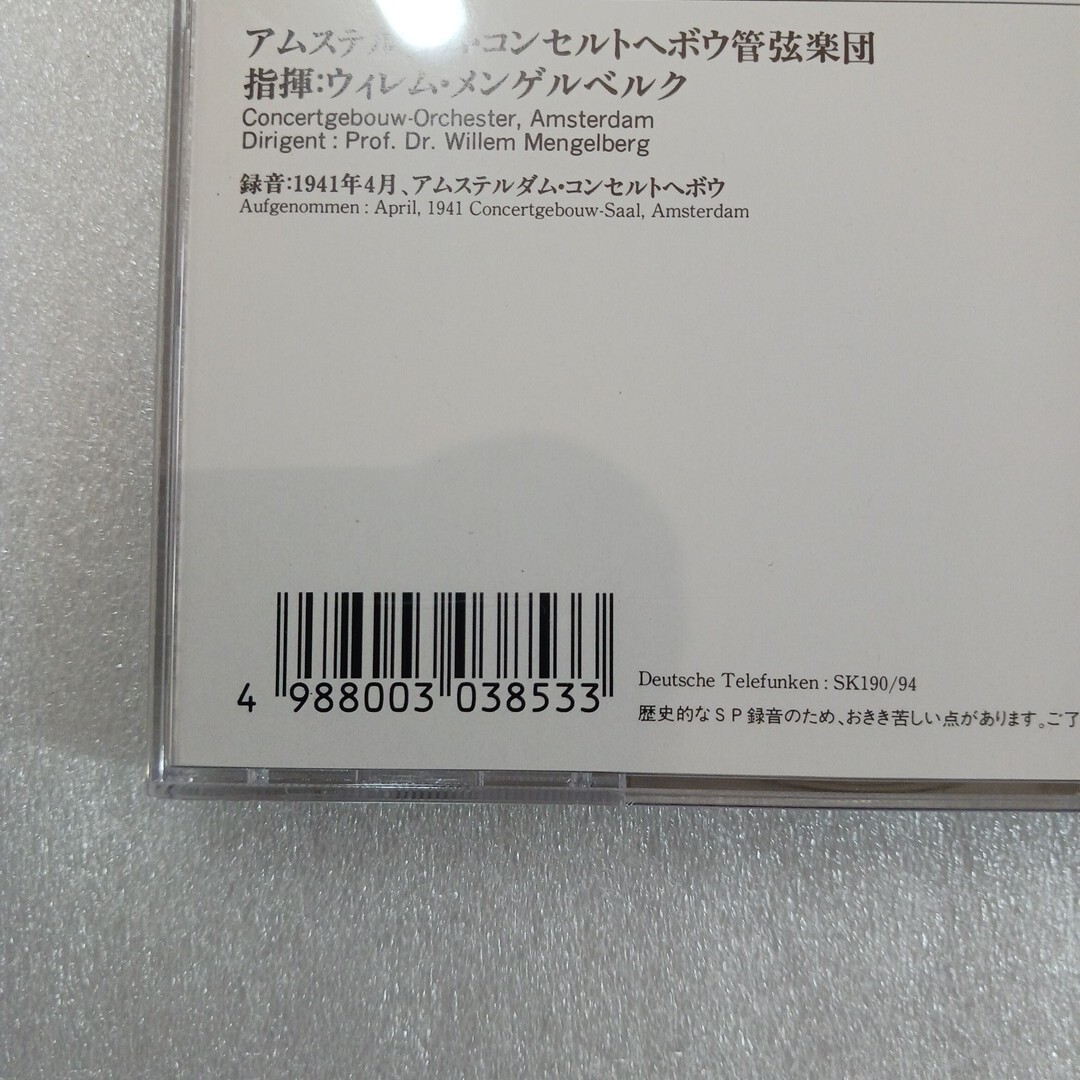 アムステルダム・コンセルトヘボウ管弦楽団
指揮:ウィレム・メンゲルベルク
Concertgebouw-Orchester, Amsterdam
Dirigent : Prof. Dr. Willem Mengelberg
録音:1941年4月、アムステルダム・コンセルトヘボウ
Aufgenommen : April, 1941 Concertgebouw-Saal, Amsterdam
4 988003 038533
Deutsche Telefunken : SK190/94
歴史的なSP録音のため、おきき苦しい点があります。ご了